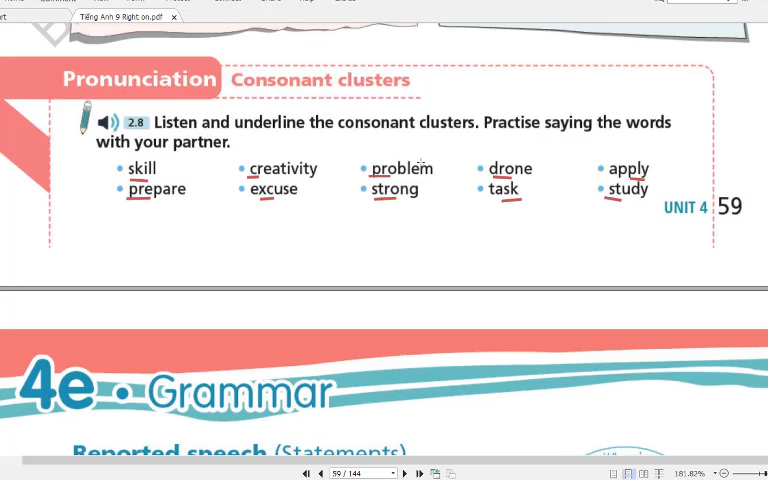 Tiếng Anh 9 Right on.pdf ×
Pronunciation Consonant clusters
2.8 Listen and underline the consonant clusters. Practise saying the words
with your partner.
• skill • creativity • problem • drone • apply
• prepare • excuse • strong • task • study
UNIT 4 59
4e • Grammar
Reported speech (Statements)
59 / 144 181.82%